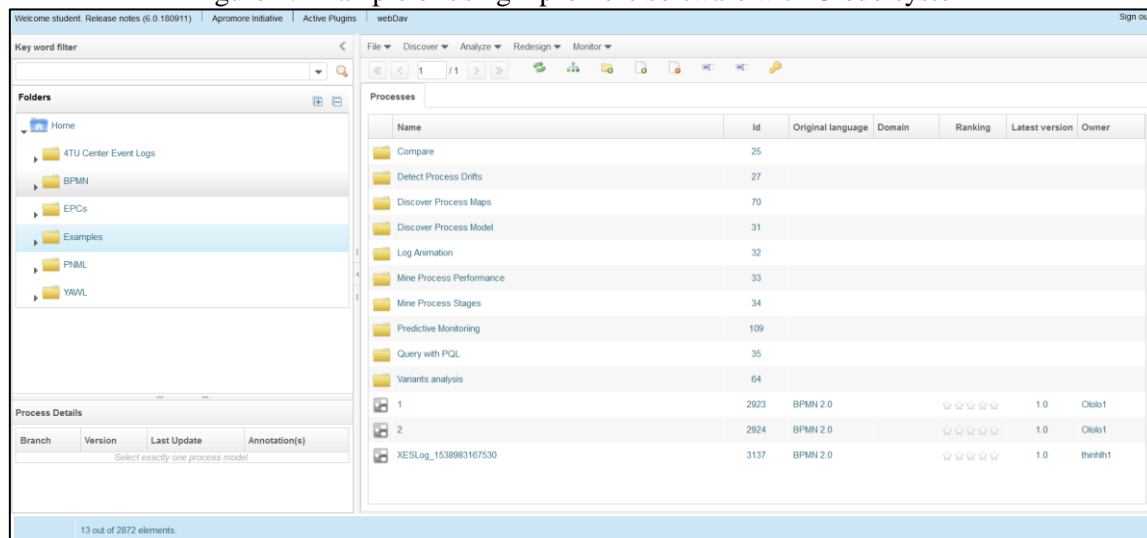 Welcome student. Release notes (6.0.180911) Apromore Initiative Active Plugins webDav Sign ou
Key word filter
File Discover Analyze Redesign Monitor
1 / 1
Folders
Processes
Home
4TU Center Event Logs
BPMN
EPCs
Examples
PNML
YAWL
Name Id Original language Domain Ranking Latest version Owner
Compare 25
Detect Process Drifts 27
Discover Process Maps 70
Discover Process Model 31
Log Animation 32
Mine Process Performance 33
Mine Process Stages 34
Predictive Monitoriing 109
Query with PQL 35
Variants analysis 64
1 2923 BPMN 2.0 1.0 Ololo1
2 2924 BPMN 2.0 1.0 Ololo1
XESLog_1538983167530 3137 BPMN 2.0 1.0 thinhlh1
Process Details
Branch Version Last Update Annotation(s)
Select exactly one process model.
13 out of 2872 elements.